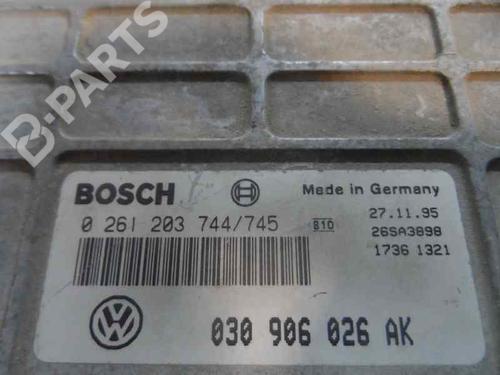 B-PARTS
BOSCH Made in Germany
0 261 203 744/745 B10 27.11.95
26SA3898
1736 1321
030 906 026 AK